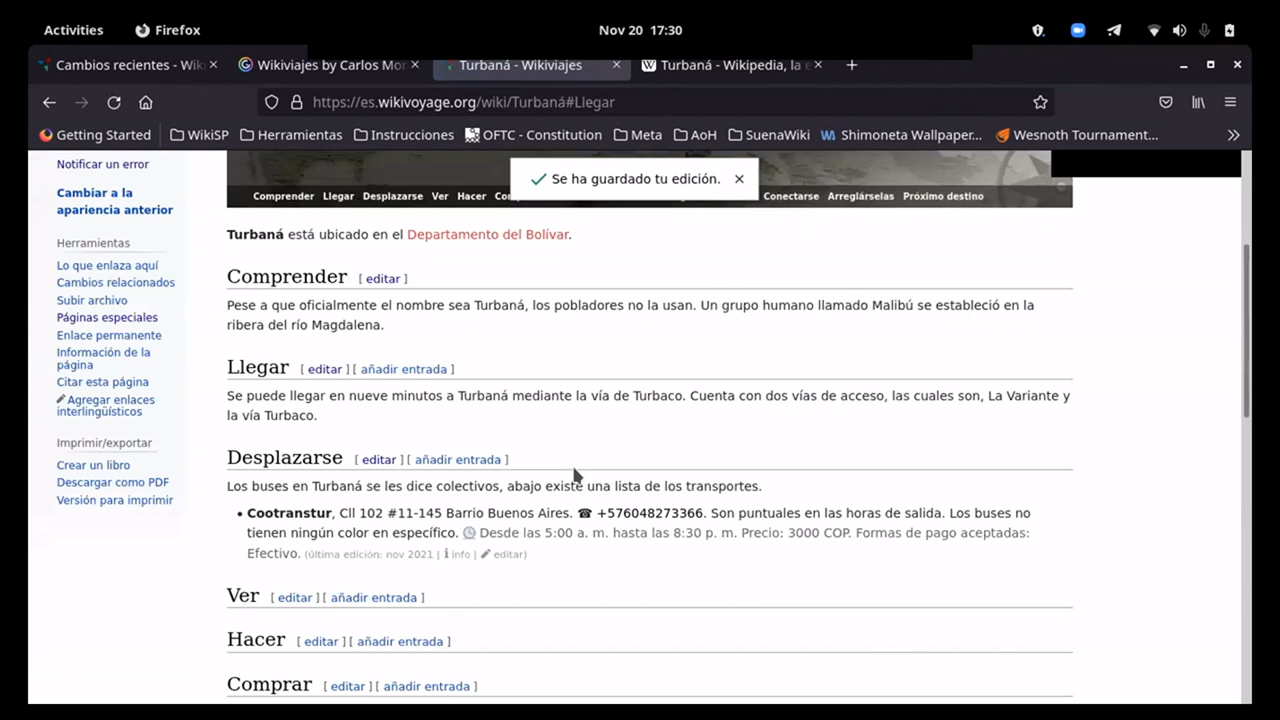 Activities Firefox Nov 20 17:30
Cambios recientes - Wik × Wikiviajes by Carlos Mor × Turbaná - Wikiviajes × Turbaná - Wikipedia, la e × +
https://es.wikivoyage.org/wiki/Turbaná#Llegar
Getting Started WikiSP Herramientas Instrucciones OFTC - Constitution Meta AoH SuenaWiki Shimoneta Wallpaper... Wesnoth Tournament... »
Notificar un error
Cambiar a la
apariencia anterior
Herramientas
Lo que enlaza aquí
Cambios relacionados
Subir archivo
Páginas especiales
Enlace permanente
Información de la
página
Citar esta página
Agregar enlaces
interlingüísticos
Imprimir/exportar
Crear un libro
Descargar como PDF
Versión para imprimir
Se ha guardado tu edición. ×
Comprender Llegar Desplazarse Ver Hacer Conectarse Arreglárselas Próximo destino
Turbaná está ubicado en el Departamento del Bolívar.
Comprender [ editar ]
Pese a que oficialmente el nombre sea Turbaná, los pobladores no la usan. Un grupo humano llamado Malibú se estableció en la
ribera del río Magdalena.
Llegar [ editar ] [ añadir entrada ]
Se puede llegar en nueve minutos a Turbaná mediante la vía de Turbaco. Cuenta con dos vías de acceso, las cuales son, La Variante y
la vía Turbaco.
Desplazarse [ editar ] [ añadir entrada ]
Los buses en Turbaná se les dice colectivos, abajo existe una lista de los transportes.
• Cootranstur, Cll 102 #11-145 Barrio Buenos Aires. ☎ +576048273366. Son puntuales en las horas de salida. Los buses no
tienen ningún color en específico. Desde las 5:00 a. m. hasta las 8:30 p. m. Precio: 3000 COP. Formas de pago aceptadas:
Efectivo. (última edición: nov 2021 | info | editar)
Ver [ editar ] [ añadir entrada ]
Hacer [ editar ] [ añadir entrada ]
Comprar [ editar ] [ añadir entrada ]